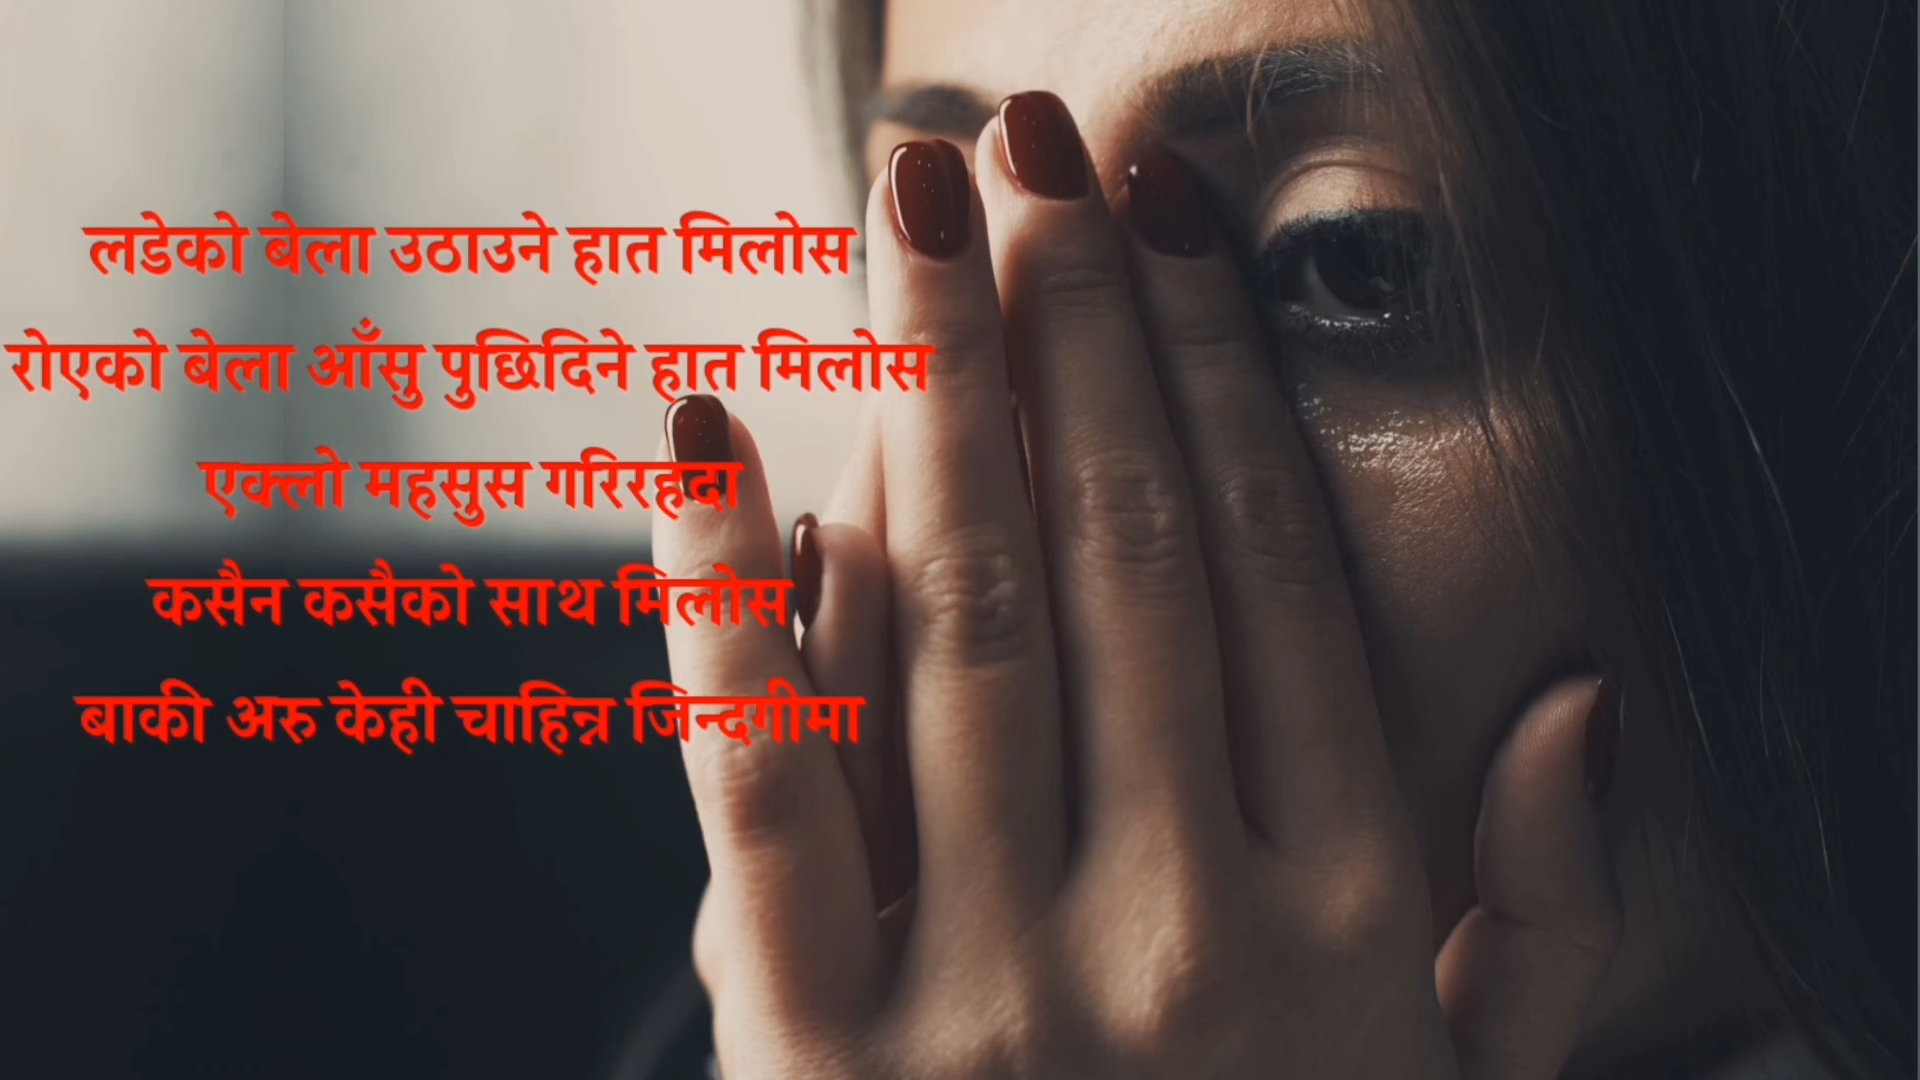 लडेको बेला उठाउने हात मिलोस
रोएको बेला आँसु पुछिदिने हात मिलोस
एक्लो महसुस गरिरहदा
कसैन कसैको साथ मिलोस
बाकी अरु केही चाहिन्न जिन्दगीमा